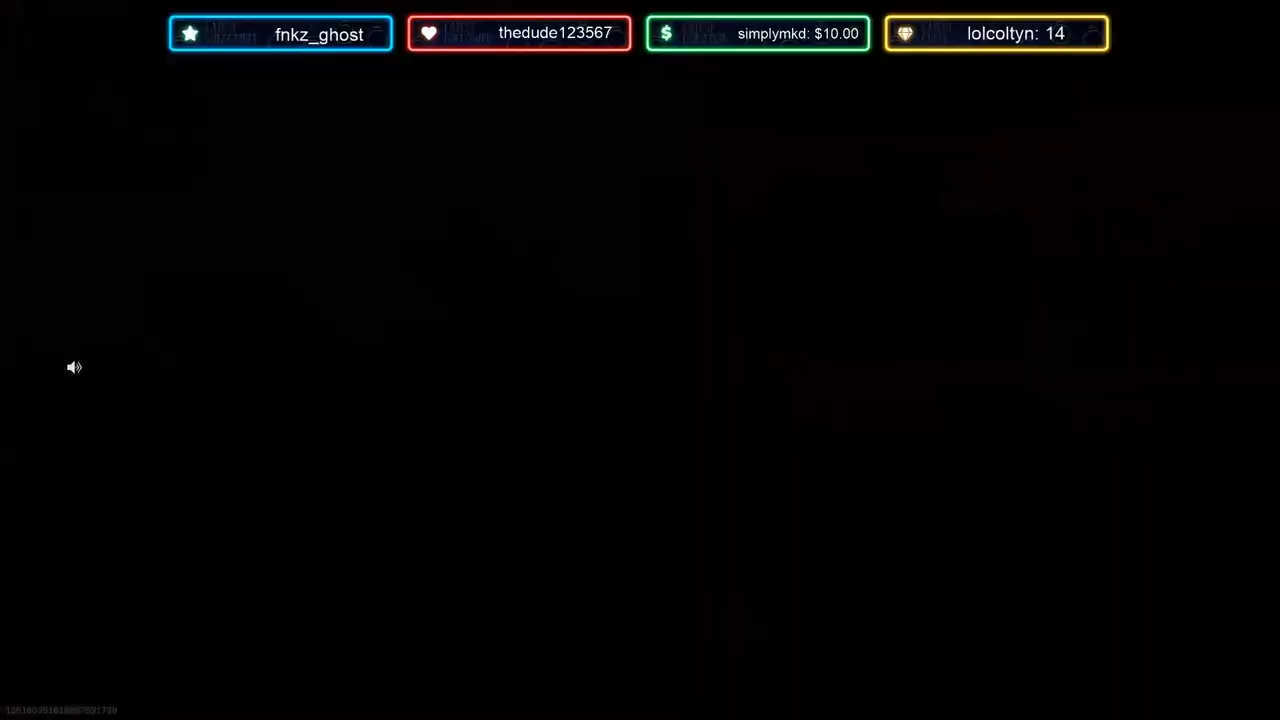 fnkz_ghost
thedude123567
$
simplymkd: $10.00
lolcoltyn: 14